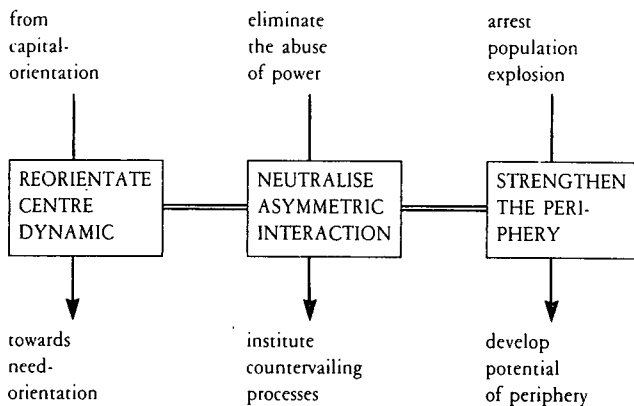 from
capital-
orientation
eliminate
the abuse
of power
arrest
population
explosion
REORIENTATE
CENTRE
DYNAMIC
NEUTRALISE
ASYMMETRIC
INTERACTION
STRENGTHEN
THE PERI-
PHERY
towards
need-
orientation
institute
countervailing
processes
develop
potential
of periphery